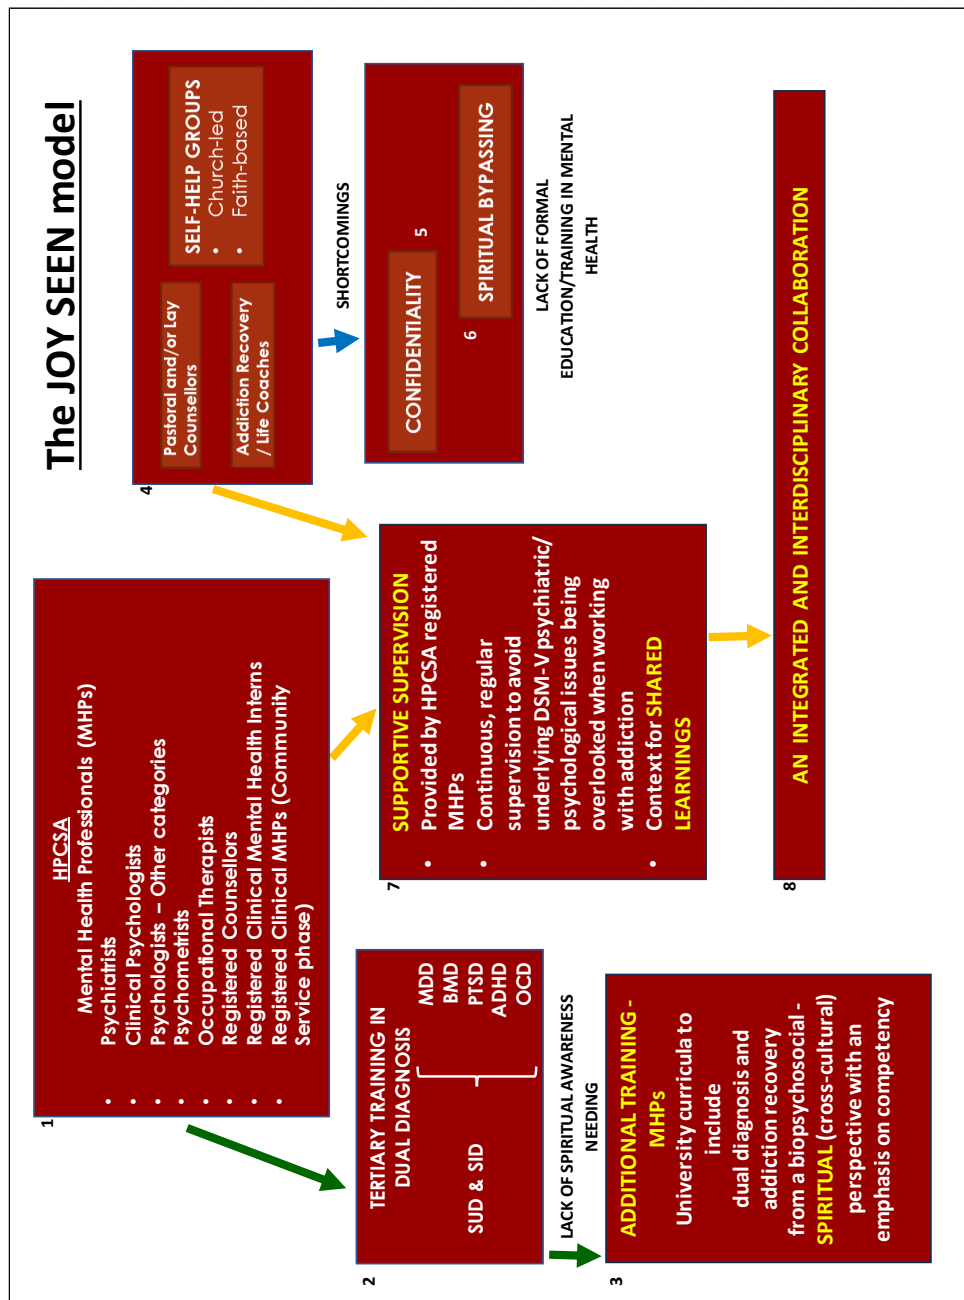 The JOY SEEN model
1
HPCSA
Mental Health Professionals (MHPs)
• Psychiatrists
• Clinical Psychologists
• Psychologists – Other categories
• Psychometrists
• Occupational Therapists
• Registered Counsellors
• Registered Clinical Mental Health Interns
• Registered Clinical MHPs (Community
Service phase)
4
Pastoral and/or Lay
Counsellors
Addiction Recovery
/ Life Coaches
SELF-HELP GROUPS
• Church-led
• Faith-based
2
TERTIARY TRAINING IN
DUAL DIAGNOSIS
SUD & SID
MDD
BMD
PTSD
ADHD
OCD
LACK OF SPIRITUAL AWARENESS
NEEDING
3
ADDITIONAL TRAINING -
MHPs
University curricula to
include
dual diagnosis and
addiction recovery
from a biopsychosocial -
SPIRITUAL (cross-cultural)
perspective with an
emphasis on competency
7
SUPPORTIVE SUPERVISION
• Provided by HPCSA registered
MHPs
• Continuous, regular
supervision to avoid
underlying DSM-V psychiatric/
psychological issues being
overlooked when working
with addiction
• Context for SHARED
LEARNINGS
SHORTCOMINGS
CONFIDENTIALITY
5
6
SPIRITUAL BYPASSING
LACK OF FORMAL
EDUCATION/TRAINING IN MENTAL
HEALTH
8
AN INTEGRATED AND INTERDISCIPLINARY COLLABORATION